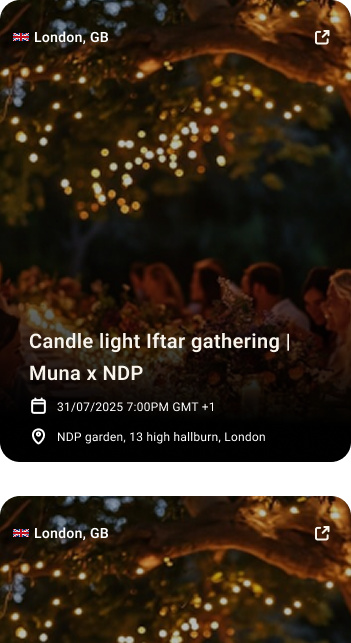 London, GB
Candle light Iftar gathering |
Muna x NDP
31/07/2025 7:00PM GMT +1
NDP garden, 13 high hallburn, London
London, GB